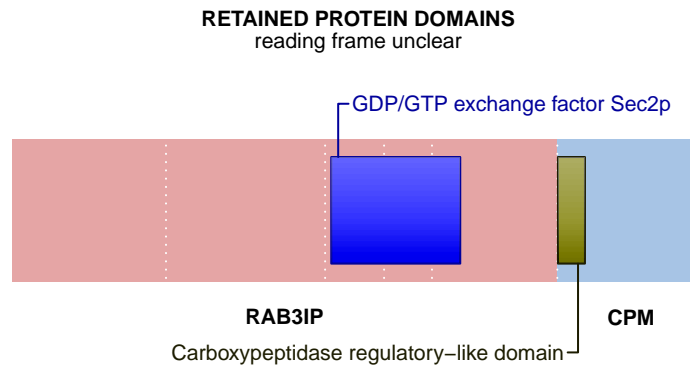 RETAINED PROTEIN DOMAINS
reading frame unclear
GDP/GTP exchange factor Sec2p
RAB3IP
CPM
Carboxypeptidase regulatory−like domain